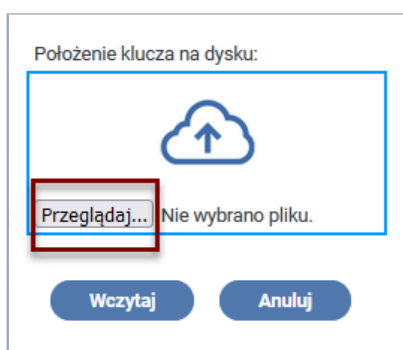 Położenie klucza na dysku:
Przeglądaj... Nie wybrano pliku.
Wczytaj Anuluj